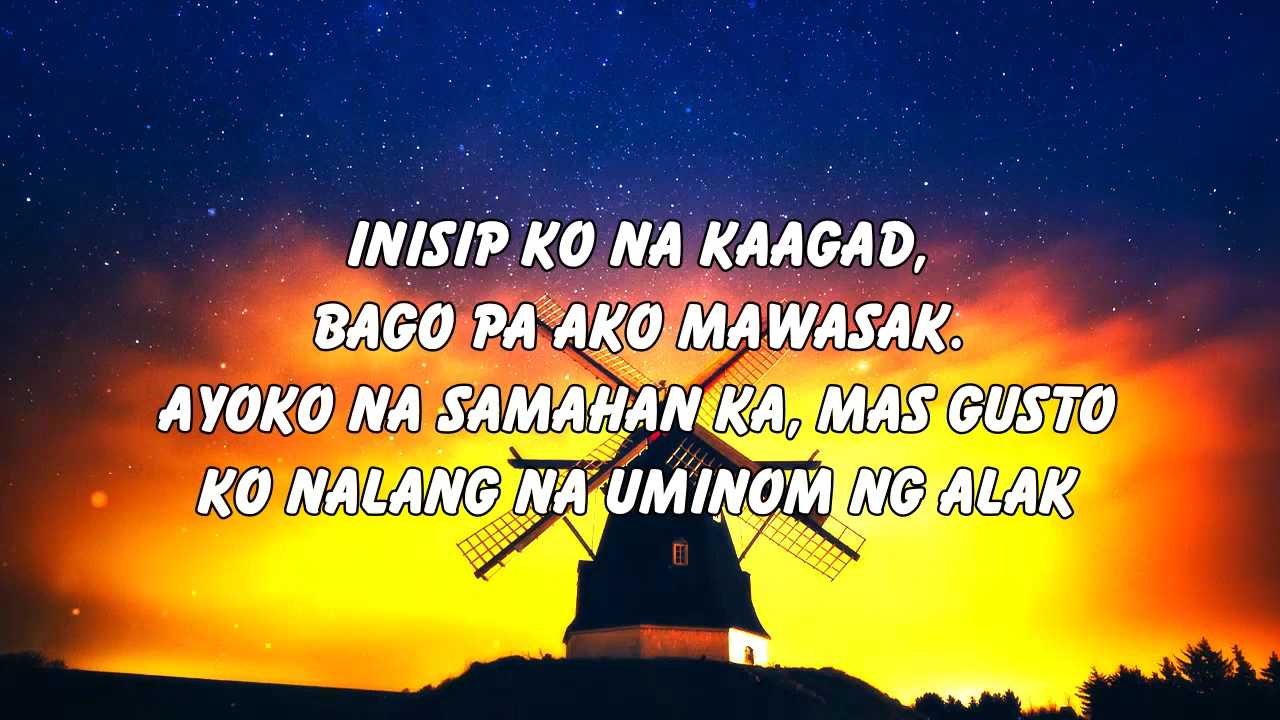 INISIP KO NA KAAGAD,
BAGO PA AKO MAWASAK.
AYOKO NA SAMAHAN KA, MAS GUSTO
KO NALANG NA UMINOM NG ALAK